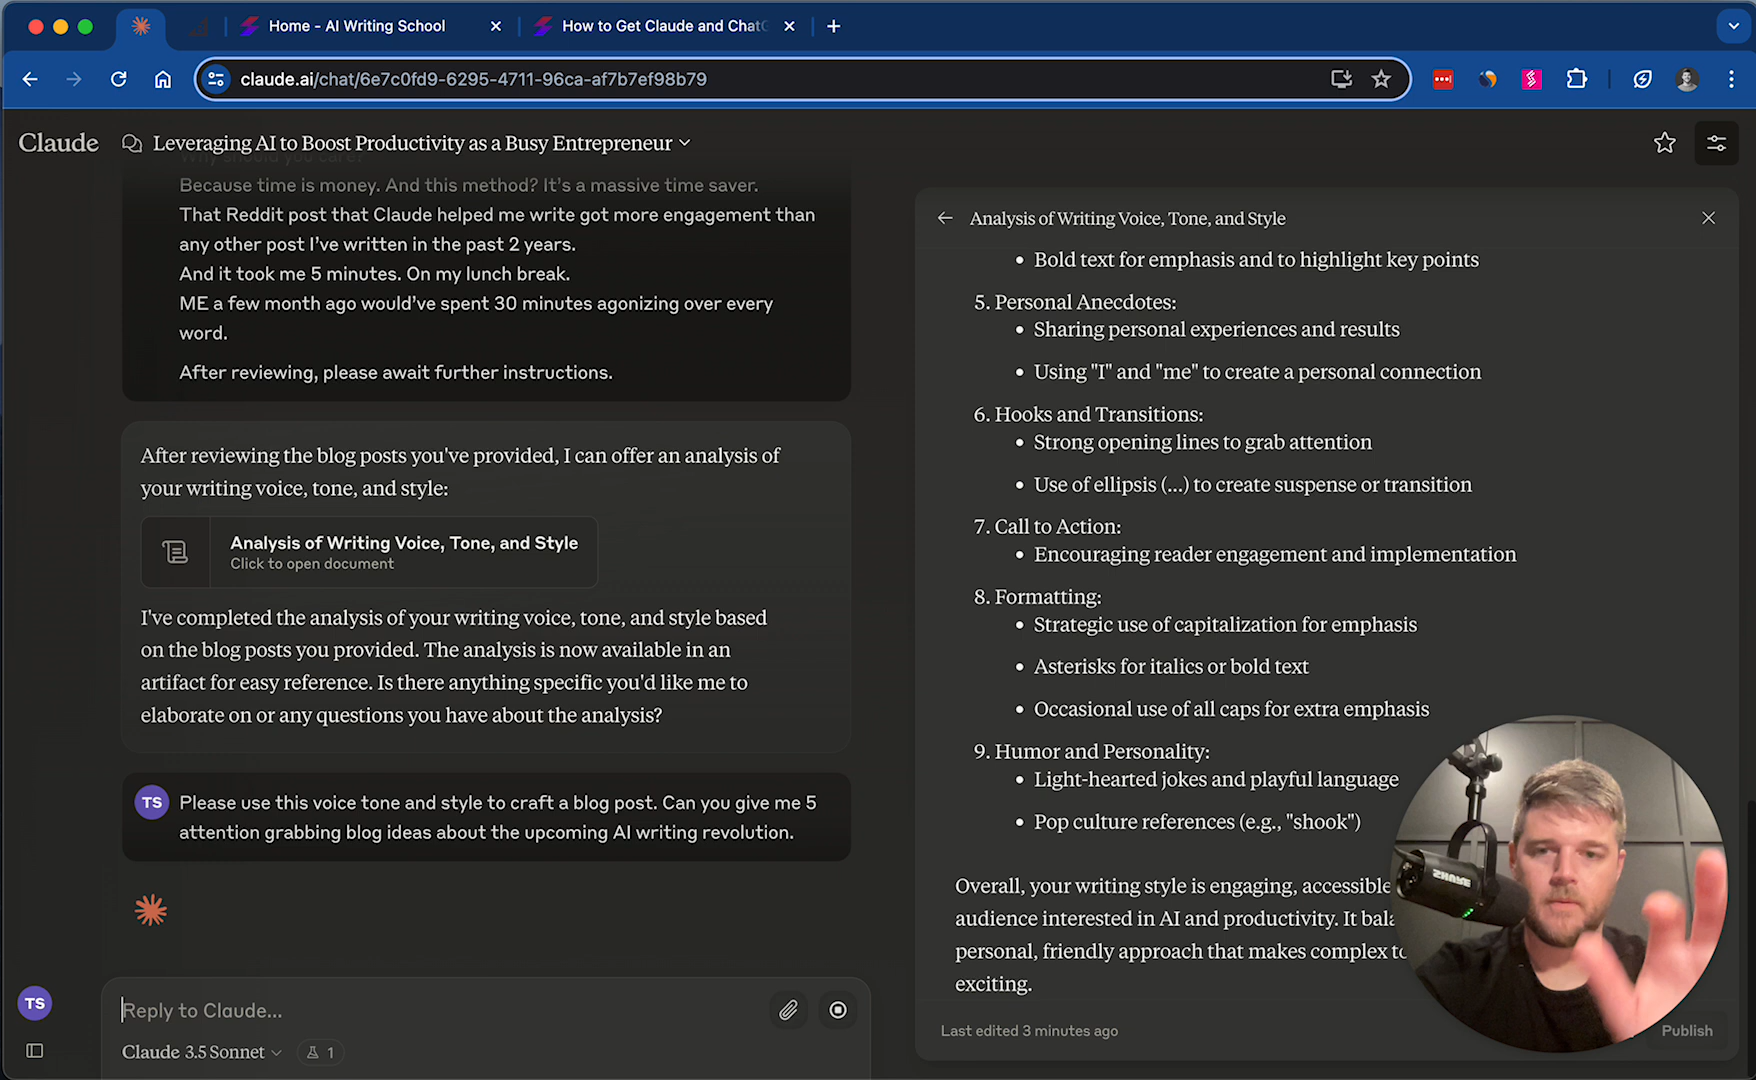 Home - AI Writing School
How to Get Claude and Chat
claude.ai/chat/6e7c0fd9-6295-4711-96ca-af7b7ef98b79
Claude
Leveraging AI to Boost Productivity as a Busy Entrepreneur
Why should you care?
Because time is money. And this method? It's a massive time saver.
That Reddit post that Claude helped me write got more engagement than
any other post I've written in the past 2 years.
And it took me 5 minutes. On my lunch break.
ME a few month ago would've spent 30 minutes agonizing over every
word.
After reviewing, please await further instructions.
After reviewing the blog posts you've provided, I can offer an analysis of
your writing voice, tone, and style:
Analysis of Writing Voice, Tone, and Style
Click to open document
I've completed the analysis of your writing voice, tone, and style based
on the blog posts you provided. The analysis is now available in an
artifact for easy reference. Is there anything specific you'd like me to
elaborate on or any questions you have about the analysis?
TS
Please use this voice tone and style to craft a blog post. Can you give me 5
attention grabbing blog ideas about the upcoming AI writing revolution.
TS
Reply to Claude...
Claude 3.5 Sonnet
1
Analysis of Writing Voice, Tone, and Style
• Bold text for emphasis and to highlight key points
5. Personal Anecdotes:
• Sharing personal experiences and results
• Using "I" and "me" to create a personal connection
6. Hooks and Transitions:
• Strong opening lines to grab attention
• Use of ellipsis (...) to create suspense or transition
7. Call to Action:
• Encouraging reader engagement and implementation
8. Formatting:
• Strategic use of capitalization for emphasis
• Asterisks for italics or bold text
• Occasional use of all caps for extra emphasis
9. Humor and Personality:
• Light-hearted jokes and playful language
• Pop culture references (e.g., "shook")
Overall, your writing style is engaging, accessible
audience interested in AI and productivity. It bala
personal, friendly approach that makes complex to
exciting.
Last edited 3 minutes ago
Publish
SHURE